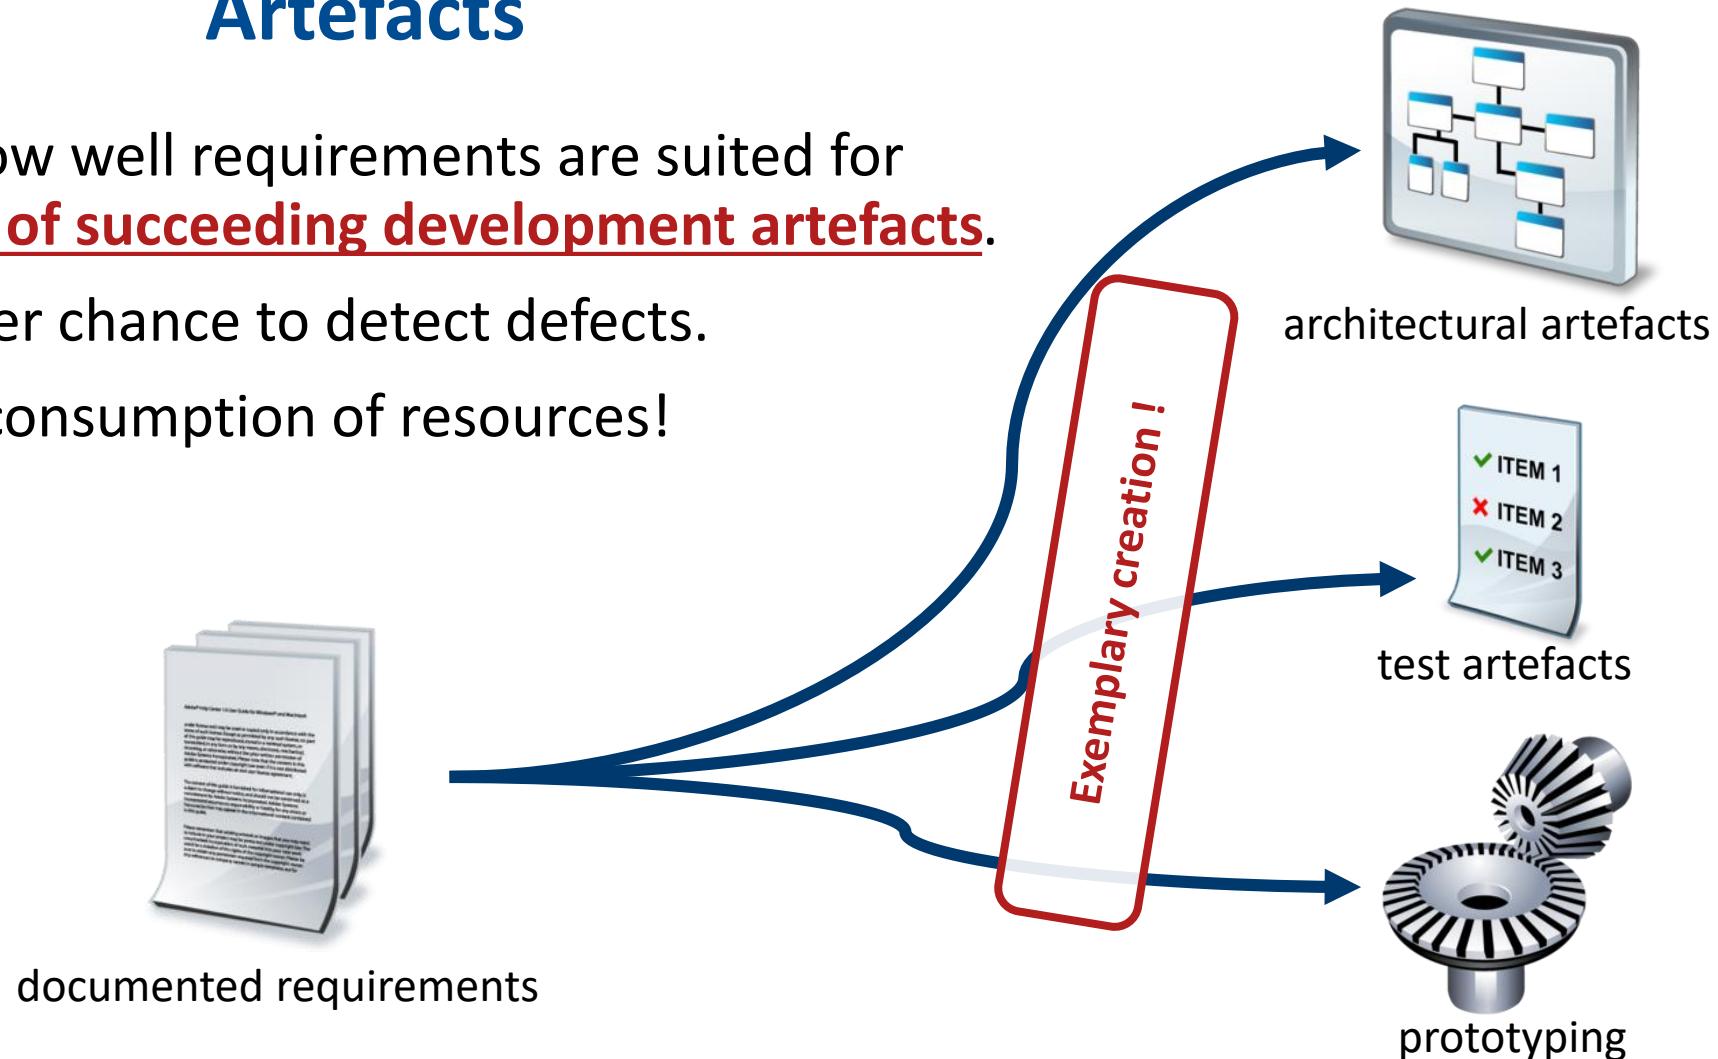 Artefacts
ow well requirements are suited for
of succeeding development artefacts.
er chance to detect defects.
consumption of resources!
architectural artefacts
Exemplary creation !
ITEM 1
ITEM 2
ITEM 3
test artefacts
documented requirements
prototyping